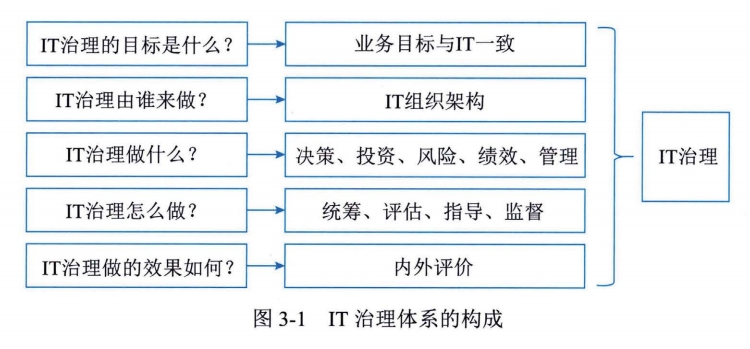 IT治理的目标是什么?
业务目标与IT一致
IT治理由谁来做?
IT组织架构
IT治理做什么?
决策、投资、风险、绩效、管理
IT治理怎么做?
统筹、评估、指导、监督
IT治理做的效果如何?
内外评价
IT治理
图 3-1 IT 治理体系的构成